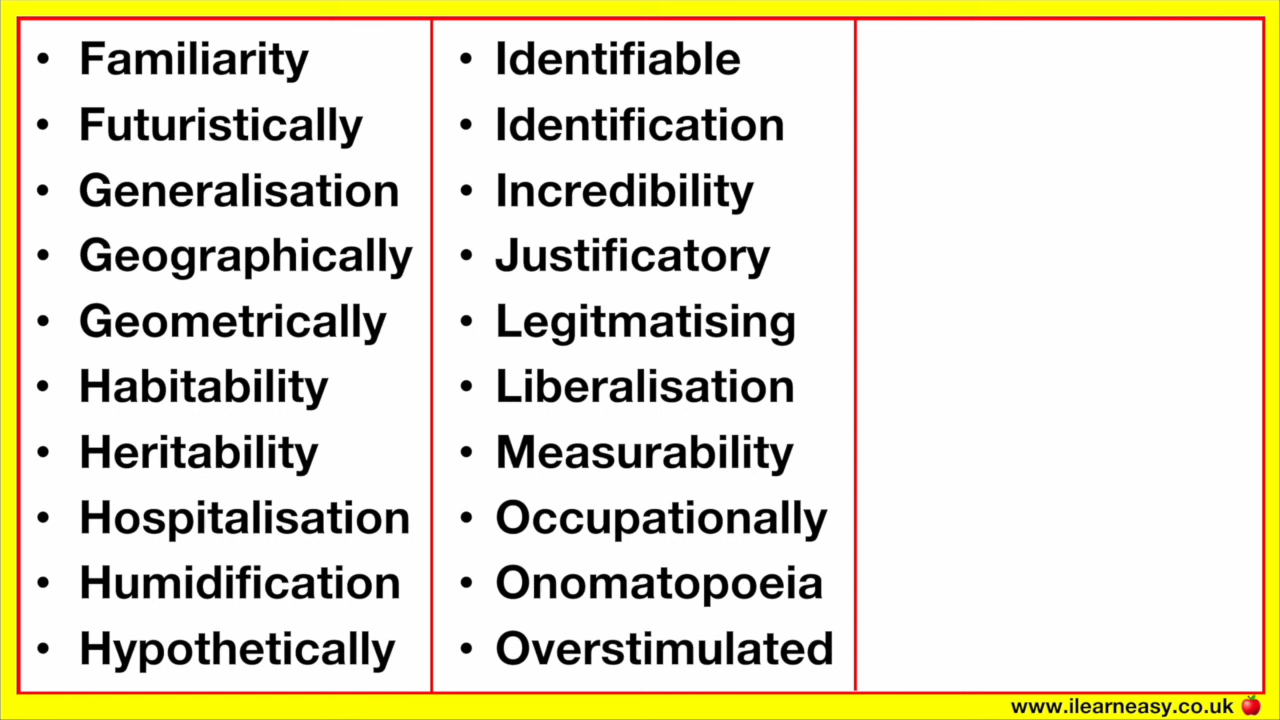 • Familiarity
• Futuristically
• Generalisation
• Geographically
• Geometrically
• Habitability
• Heritability
• Hospitalisation
• Humidification
• Hypothetically
• Identifiable
• Identification
• Incredibility
• Justificatory
• Legitmatising
• Liberalisation
• Measurability
• Occupationally
• Onomatopoeia
• Overstimulated
www.ilearneasy.co.uk